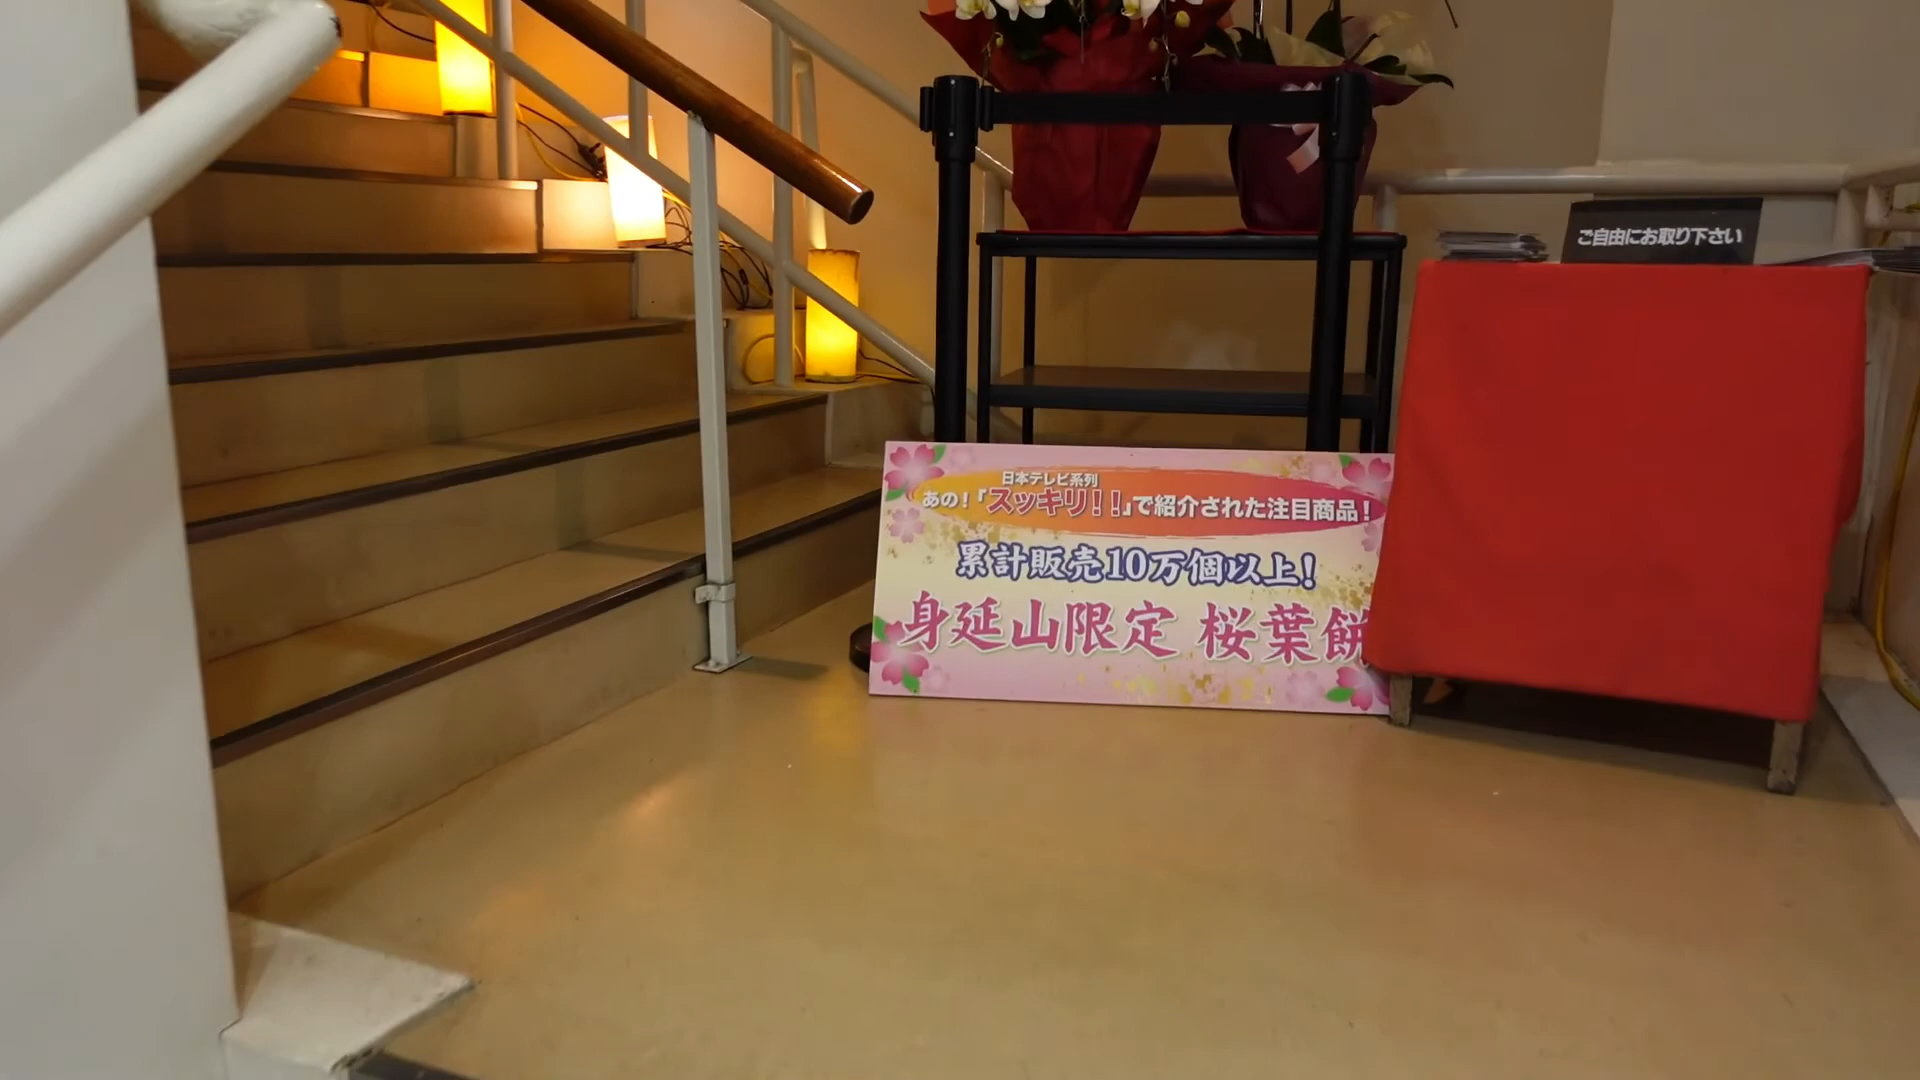 ご自由にお取り下さい
日本テレビ系列
あの!「スッキリ!!」で紹介された注目商品!
累計販売10万個以上!
身延山限定 桜葉餅